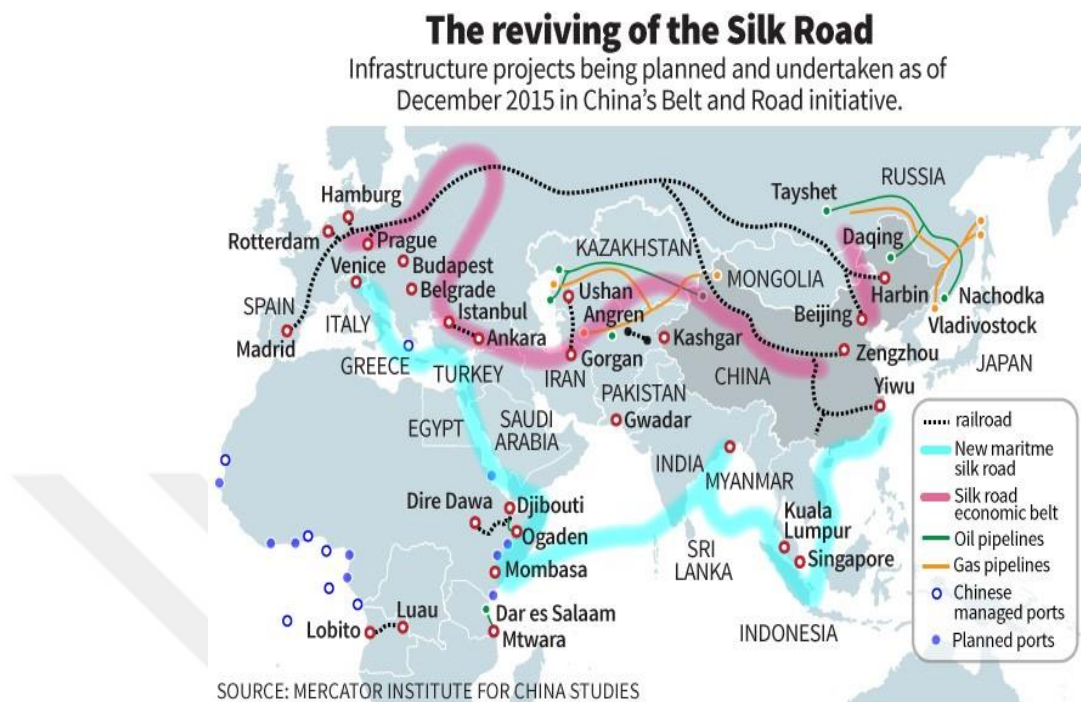 The reviving of the Silk Road
Infrastructure projects being planned and undertaken as of
December 2015 in China's Belt and Road initiative.
Hamburg
Rotterdam
Prague
Venice
Budapest
Belgrade
SPAIN
ITALY
Istanbul
Madrid
Ankara
GREECE
TURKEY
KAZAKHSTAN
Ushan
Angren
Gorgan
IRAN
Kashgar
PAKISTAN
Gwadar
Tayshet
RUSSIA
Daqing
MONGOLIA
Harbin
Beijing
Nachodka
Vladivostock
Zengzhou
JAPAN
CHINA
Yiwu
EGYPT
SAUDI
ARABIA
INDIA
MYANMAR
Dire Dawa
Djibouti
Ogaden
SRI
LANKA
Kuala
Lumpur
Singapore
Mombasa
Luau
Dar es Salaam
Lobito
Mtwara
INDONESIA
railroad
New maritme
silk road
Silk road
economic belt
Oil pipelines
Gas pipelines
Chinese
managed ports
Planned ports
SOURCE: MERCATOR INSTITUTE FOR CHINA STUDIES